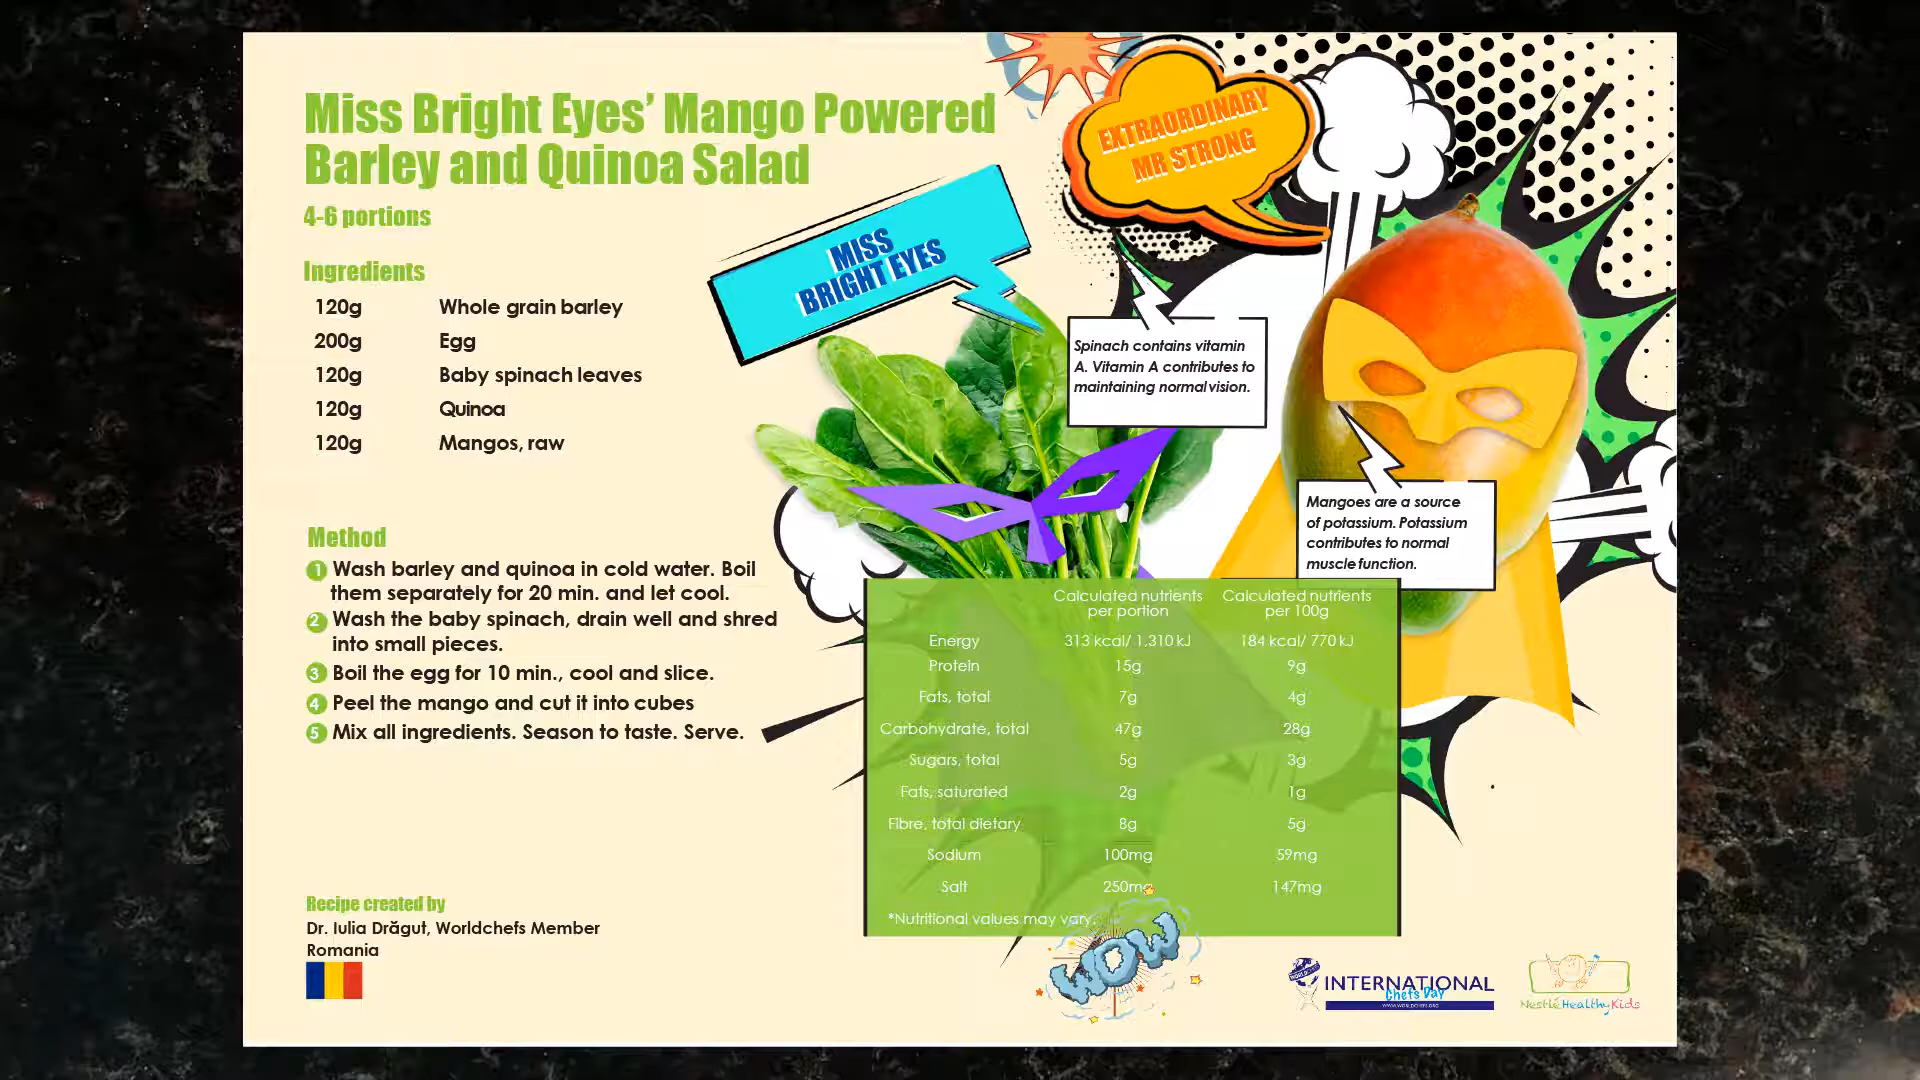 Miss Bright Eyes’ Mango Powered
Barley and Quinoa Salad
4-6 portions
Ingredients
120g Whole grain barley
200g Egg
120g Baby spinach leaves
120g Quinoa
120g Mangos, raw
Method
1 Wash barley and quinoa in cold water. Boil
them separately for 20 min. and let cool.
2 Wash the baby spinach, drain well and shred
into small pieces.
3 Boil the egg for 10 min., cool and slice.
4 Peel the mango and cut it into cubes
5 Mix all ingredients. Season to taste. Serve.
Recipe created by
Dr. Iulia Drăgut, Worldchefs Member
Romania
EXTRAORDINARY
MR STRONG
MISS
BRIGHT EYES
Spinach contains vitamin
A. Vitamin A contributes to
maintaining normal vision.
Mangoes are a source
of potassium. Potassium
contributes to normal
muscle function.
Calculated nutrients Calculated nutrients
per portion per 100g
Energy 313 kcal/ 1.310 kJ 184 kcal/ 770 kJ
Protein 15g 9g
Fats, total 7g 4g
Carbohydrate, total 47g 28g
Sugars, total 5g 3g
Fats, saturated 2g 1g
Fibre, total dietary 8g 5g
Sodium 100mg 59mg
Salt 250mg 147mg
*Nutritional values may vary.
WOW
INTERNATIONAL
Chefs Day
WWW.WORLDCHEFS.ORG
Nestlé HealthyKids